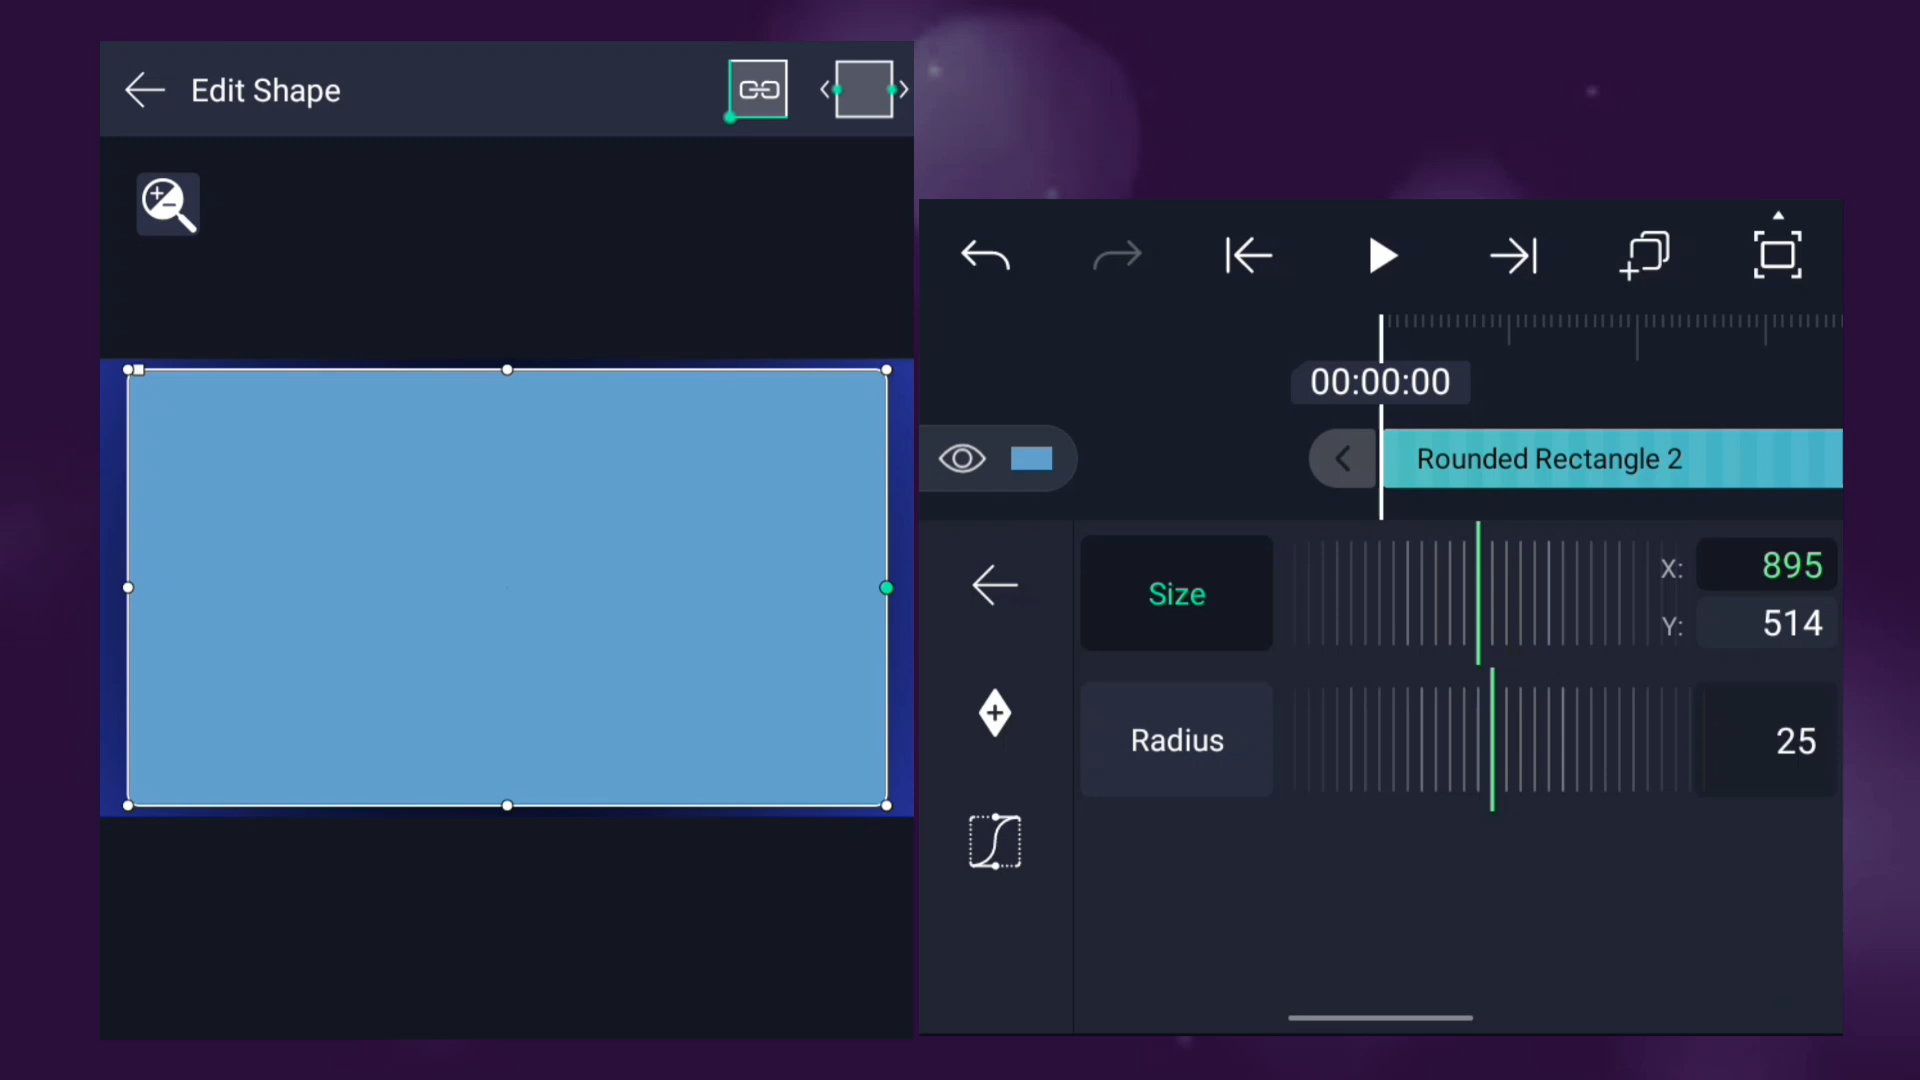 Edit Shape
00:00:00
Rounded Rectangle 2
Size
X: 895
Y: 514
Radius
25